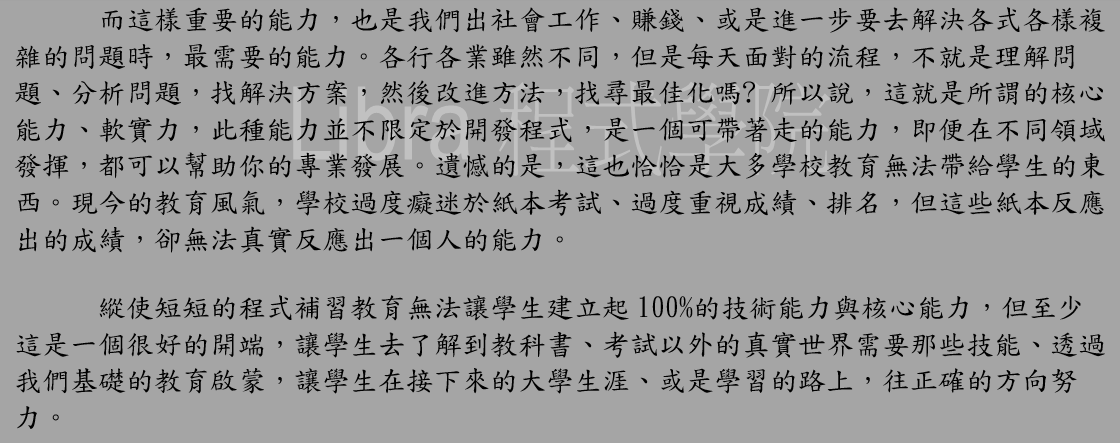 而這樣重要的能力，也是我們出社會工作、賺錢、或是進一步要去解決各式各樣複
雜的問題時，最需要的能力。各行各業雖然不同，但是每天面對的流程，不就是理解問
題、分析問題，找解決方案，然後改進方法，找尋最佳化嗎? 所以說，這就是所謂的核心
能力、軟實力，此種能力並不限定於開發程式，是一個可帶著走的能力，即便在不同領域
發揮，都可以幫助你的專業發展。遺憾的是，這也恰恰是大多學校教育無法帶給學生的東
西。現今的教育風氣，學校過度癡迷於紙本考試、過度重視成績、排名，但這些紙本反應
出的成績，卻無法真實反應出一個人的能力。
縱使短短的程式補習教育無法讓學生建立起 100%的技術能力與核心能力，但至少
這是一個很好的開端，讓學生去了解到教科書、考試以外的真實世界需要那些技能、透過
我們基礎的教育啟蒙，讓學生在接下來的大學生涯、或是學習的路上，往正確的方向努
力。
Libra 程式學院